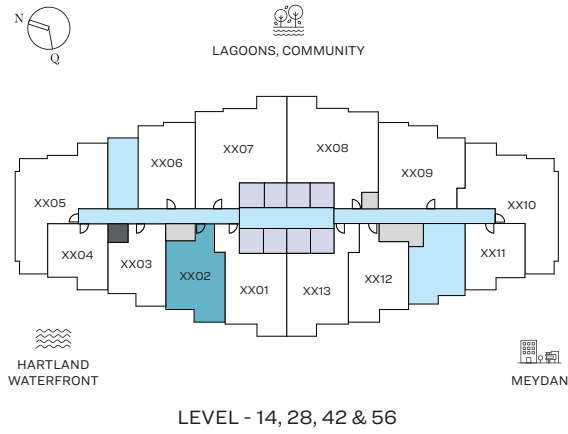 N
Q
LAGOONS, COMMUNITY
XX07
XX08
XX06
XX09
XX05
XX10
XX04
XX03
XX02
XX01
XX13
XX12
XX11
HARTLAND
WATERFRONT
MEYDAN
LEVEL - 14, 28, 42 & 56